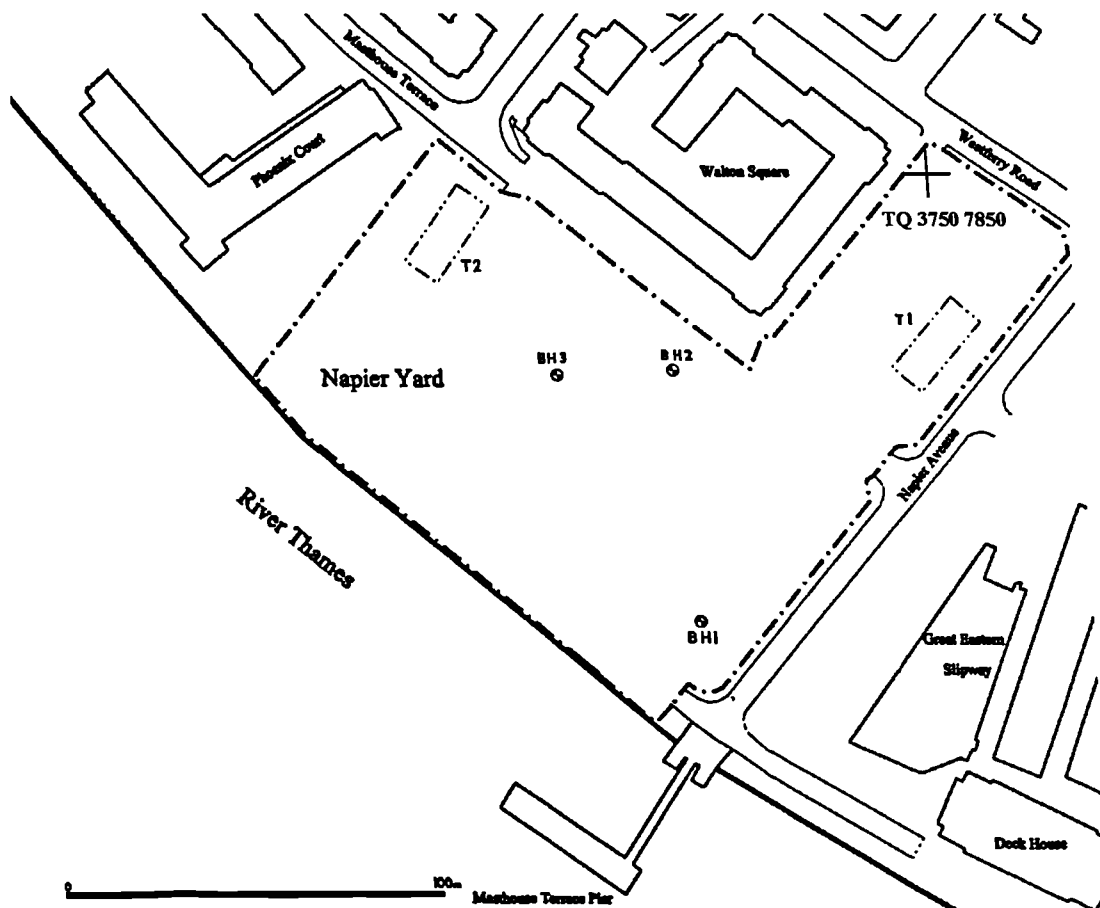 Masthouse Terrace
Phoenix Court
Walton Square
Westferry Road
TQ 3750 7850
T2
T1
BH3
BH2
Napier Yard
Napier Avenue
River Thames
BH1
Great Eastern
Slipway
Dock House
0
100m
Masthouse Terrace Pier